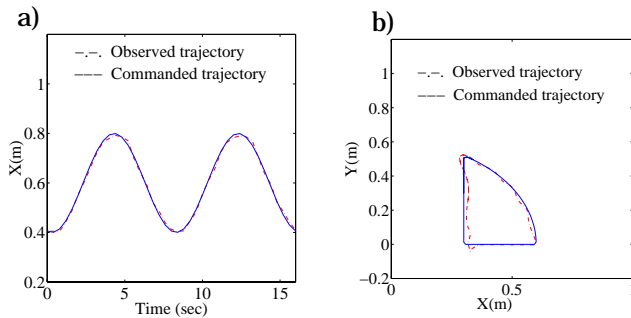 a)
−.−. Observed trajectory
−−− Commanded trajectory
1
0.8
0.6
0.4
0.2
X(m)
0 5 10 15
Time (sec)
b)
−.−. Observed trajectory
−−− Commanded trajectory
1
0.8
0.6
0.4
0.2
0
−0.2
Y(m)
0 0.5 1
X(m)